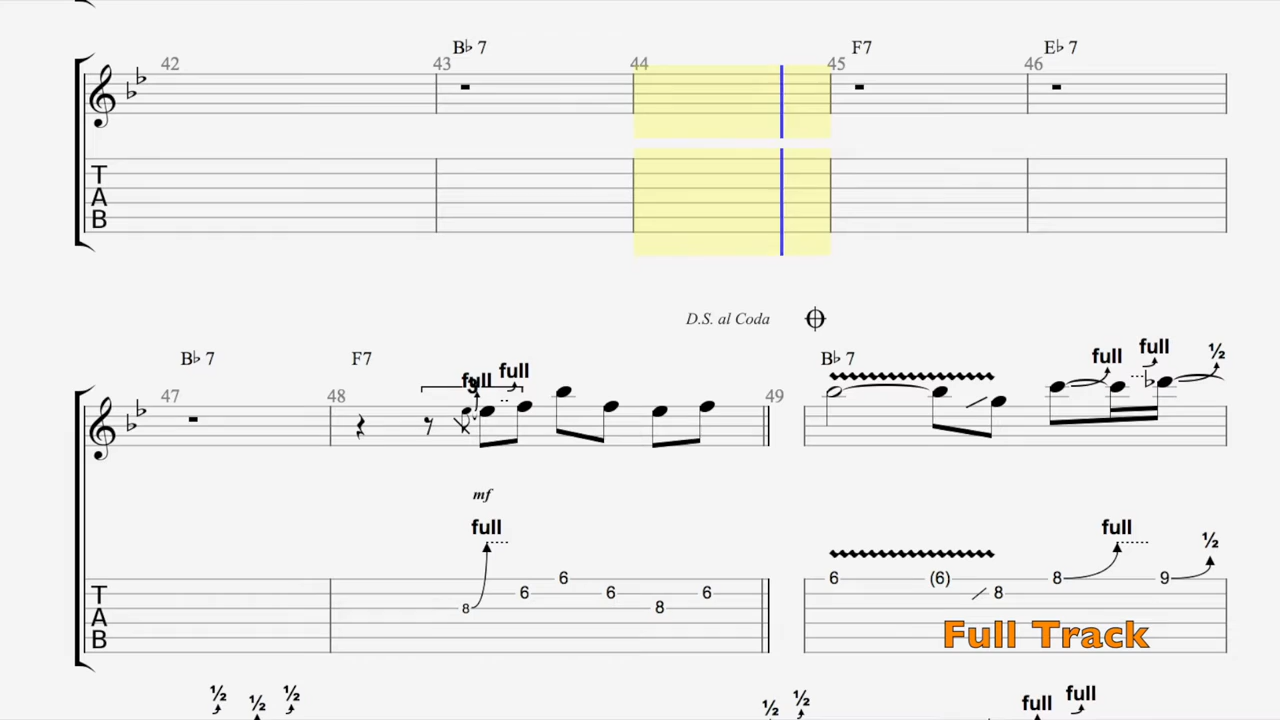 B♭ 7 F7 E♭ 7
42 43 44 45 46
T
A
B
D.S. al Coda
B♭ 7 F7 B♭ 7
full full full full ½
47 48 3 49
mf
full full ½
6 6 (6) 8 9
T 6 6 6 8
8 8
A
B
Full Track
½ ½ ½ ½ ½ full full